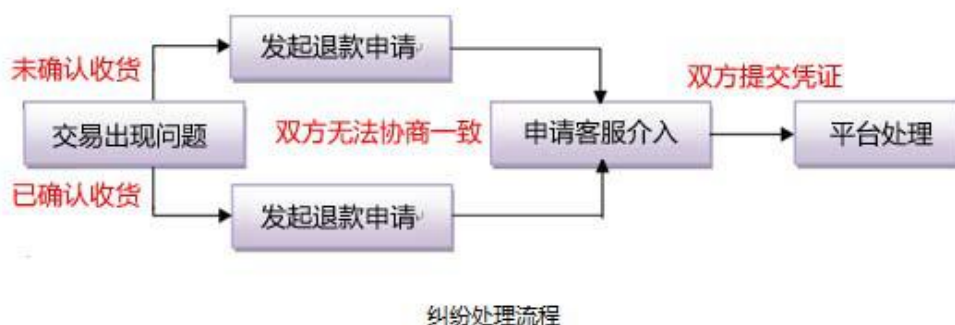 发起退款申请
未确认收货
双方提交凭证
交易出现问题
双方无法协商一致
申请客服介入
平台处理
已确认收货
发起退款申请
纠纷处理流程